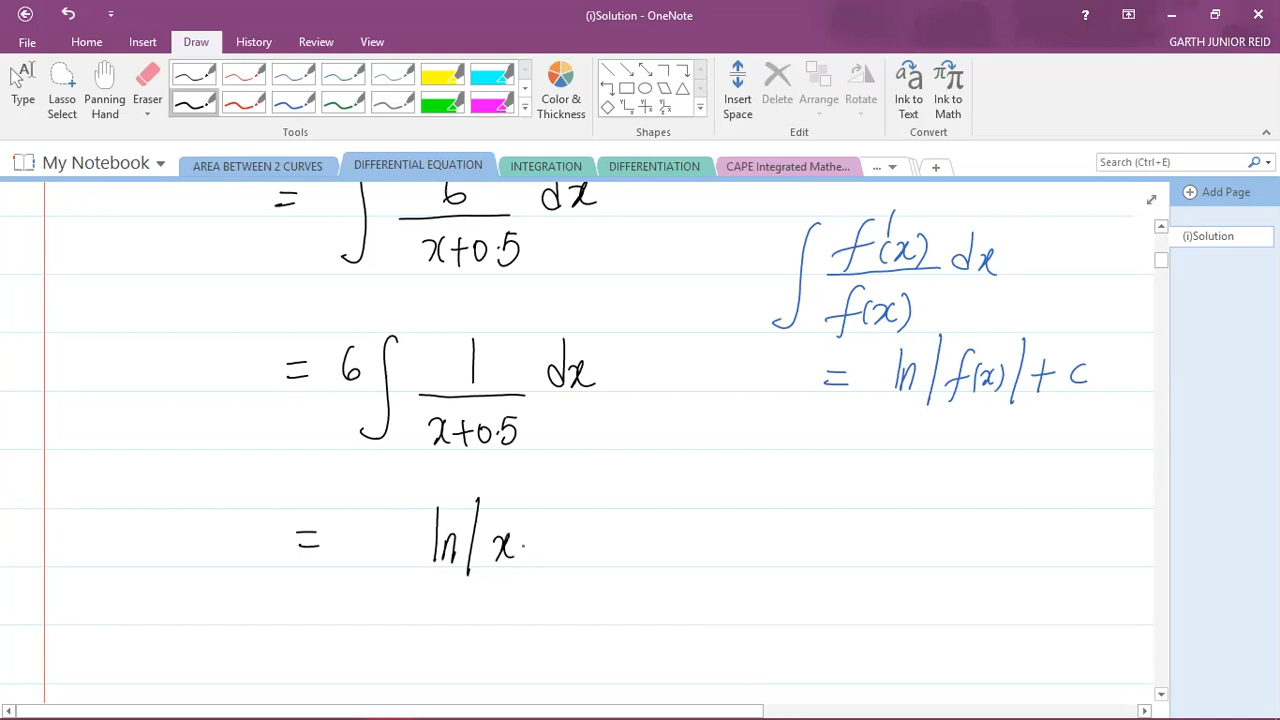 (i)Solution - OneNote
File Home Insert Draw History Review View
GARTH JUNIOR REID
Type
Lasso Select
Panning Hand
Eraser
Color & Thickness
Insert Space
Delete
Arrange
Rotate
Ink to Text
Ink to Math
Tools
Shapes
Edit
Convert
My Notebook
AREA BETWEEN 2 CURVES
DIFFERENTIAL EQUATION
INTEGRATION
DIFFERENTIATION
CAPE Integrated Mathe...
Search (Ctrl+E)
Add Page
(i)Solution
= ∫ 6/(x+0.5) dx
∫ f'(x)/f(x) dx
= ln|f(x)| + c
= 6 ∫ 1/(x+0.5) dx
= ln|x